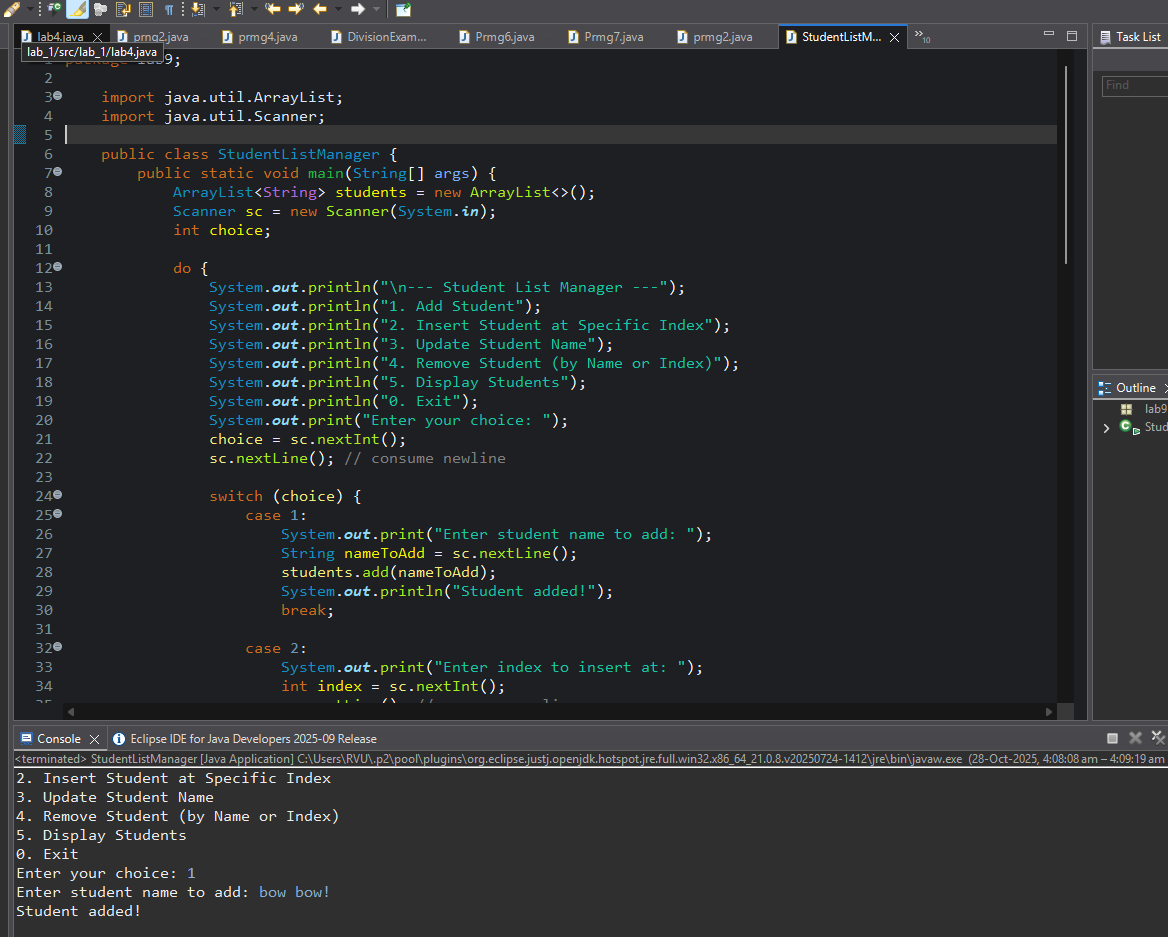 lab4.java
prng2.java
prmg4.java
DivisionExam...
Prmg6.java
Prmg7.java
prmg2.java
StudentListM...
10
Task List
lab_1/src/lab_1/lab4.java
Find
1 package lab9;
2
3 import java.util.ArrayList;
4 import java.util.Scanner;
5
6 public class StudentListManager {
7 public static void main(String[] args) {
8 ArrayList<String> students = new ArrayList<>();
9 Scanner sc = new Scanner(System.in);
10 int choice;
11
12 do {
13 System.out.println("\n--- Student List Manager ---");
14 System.out.println("1. Add Student");
15 System.out.println("2. Insert Student at Specific Index");
16 System.out.println("3. Update Student Name");
17 System.out.println("4. Remove Student (by Name or Index)");
18 System.out.println("5. Display Students");
19 System.out.println("0. Exit");
20 System.out.print("Enter your choice: ");
21 choice = sc.nextInt();
22 sc.nextLine(); // consume newline
23
24 switch (choice) {
25 case 1:
26 System.out.print("Enter student name to add: ");
27 String nameToAdd = sc.nextLine();
28 students.add(nameToAdd);
29 System.out.println("Student added!");
30 break;
31
32 case 2:
33 System.out.print("Enter index to insert at: ");
34 int index = sc.nextInt();
Outline
lab9
Stud
Console
Eclipse IDE for Java Developers 2025-09 Release
<terminated> StudentListManager [Java Application] C:\Users\RVU\.p2\pool\plugins\org.eclipse.justj.openjdk.hotspot.jre.full.win32.x86_64_21.0.8.v20250724-1412\jre\bin\javaw.exe (28-Oct-2025, 4:08:08 am – 4:09:19 am
2. Insert Student at Specific Index
3. Update Student Name
4. Remove Student (by Name or Index)
5. Display Students
0. Exit
Enter your choice: 1
Enter student name to add: bow bow!
Student added!